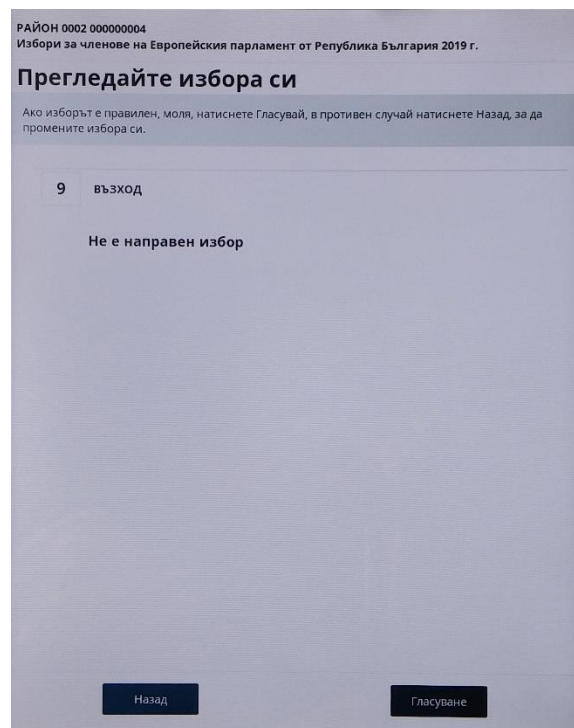 РАЙОН 0002 000000004
Избори за членове на Европейския парламент от Република България 2019 г.
Прегледайте избора си
Ако изборът е правилен, моля, натиснете Гласувай, в противен случай натиснете Назад, за да
промените избора си.
9 възход
Не е направен избор
Назад Гласуване